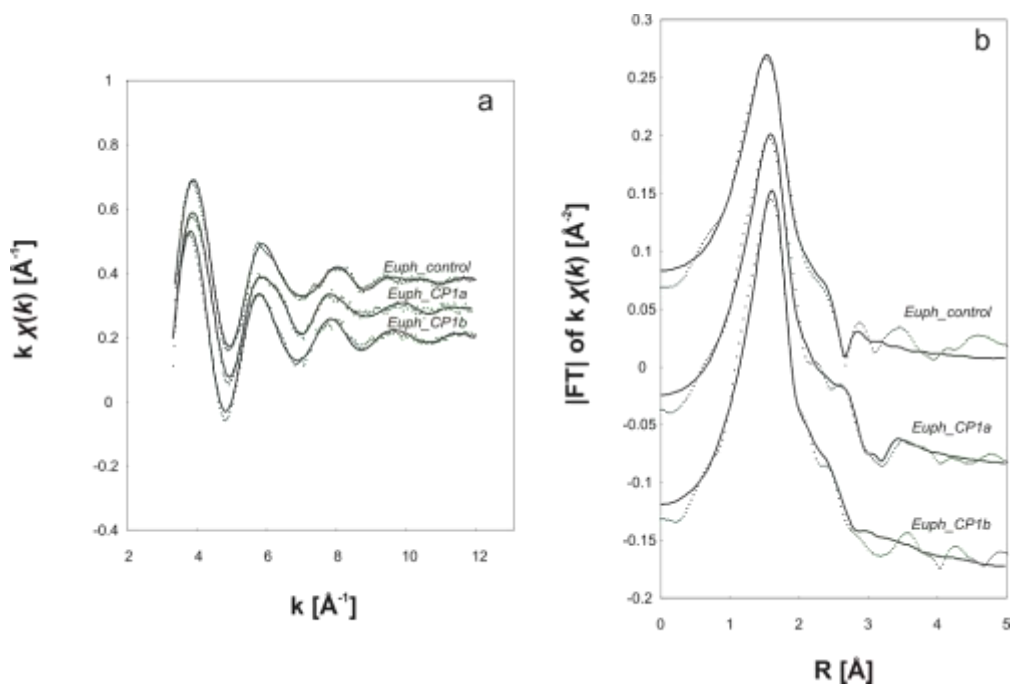 a
k χ(k) [Å⁻¹]
1
0.8
0.6
0.4
0.2
0
-0.2
-0.4
Euph_control
Euph_CP1a
Euph_CP1b
2 4 6 8 10 12
k [Å⁻¹]
b
|FT| of k χ(k) [Å⁻²]
0.3
0.25
0.2
0.15
0.1
0.05
0
-0.05
-0.1
-0.15
-0.2
Euph_control
Euph_CP1a
Euph_CP1b
0 1 2 3 4 5
R [Å]